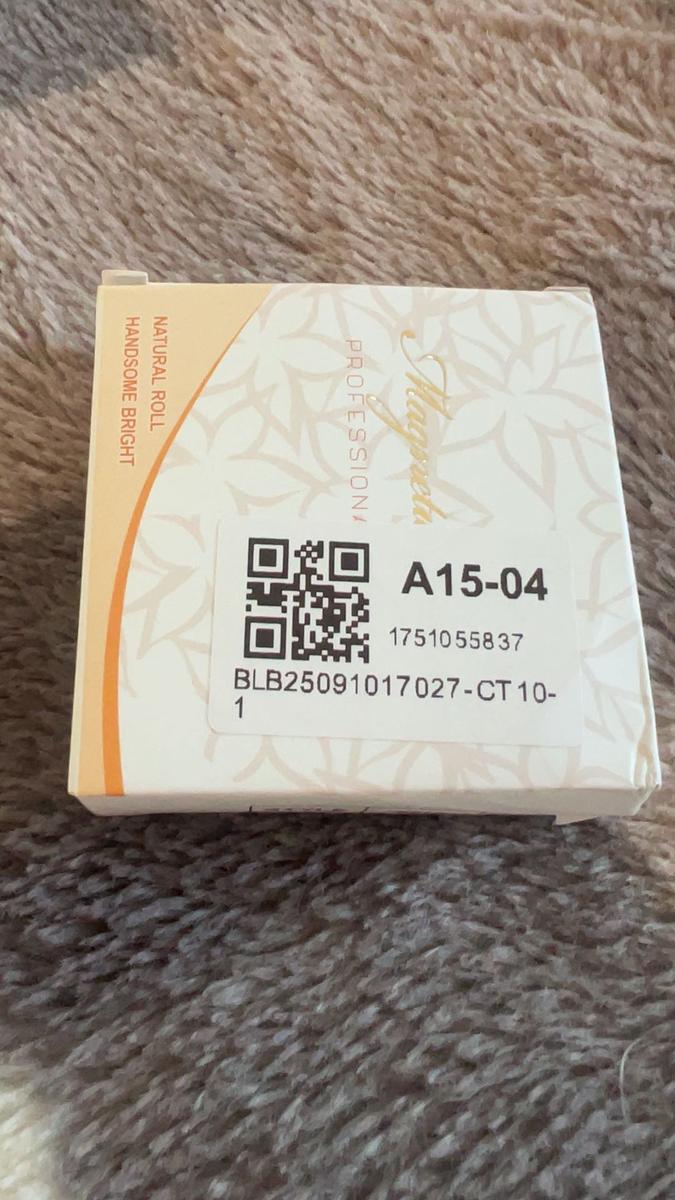 NATURAL ROLL
HANDSOME BRIGHT
PROFESSION
A15-04
1751055837
BLB25091017027-CT10-
1